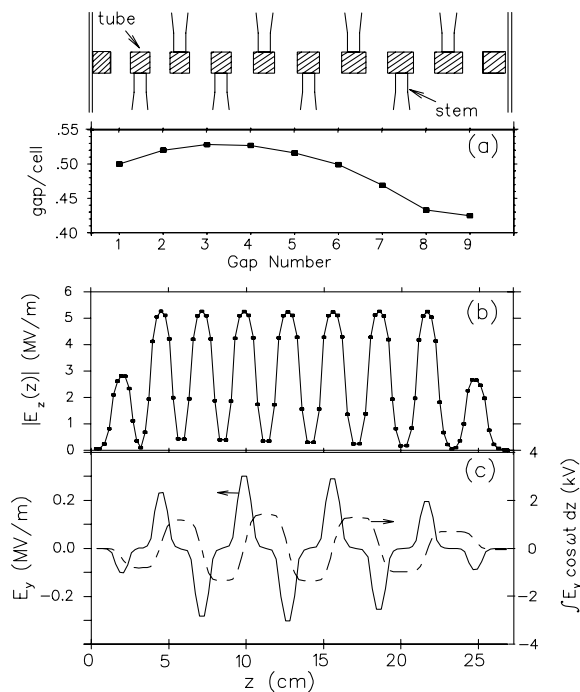 tube
stem
(a)
gap/cell
.55
.50
.45
.40
1 2 3 4 5 6 7 8 9
Gap Number
(b)
|E_z(z)| (MV/m)
6
5
4
3
2
1
0
(c)
E_y (MV/m)
0.2
0.0
-0.2
4
2
0
-2
-4
∫E_y cosωt dz (kV)
0 5 10 15 20 25
z (cm)